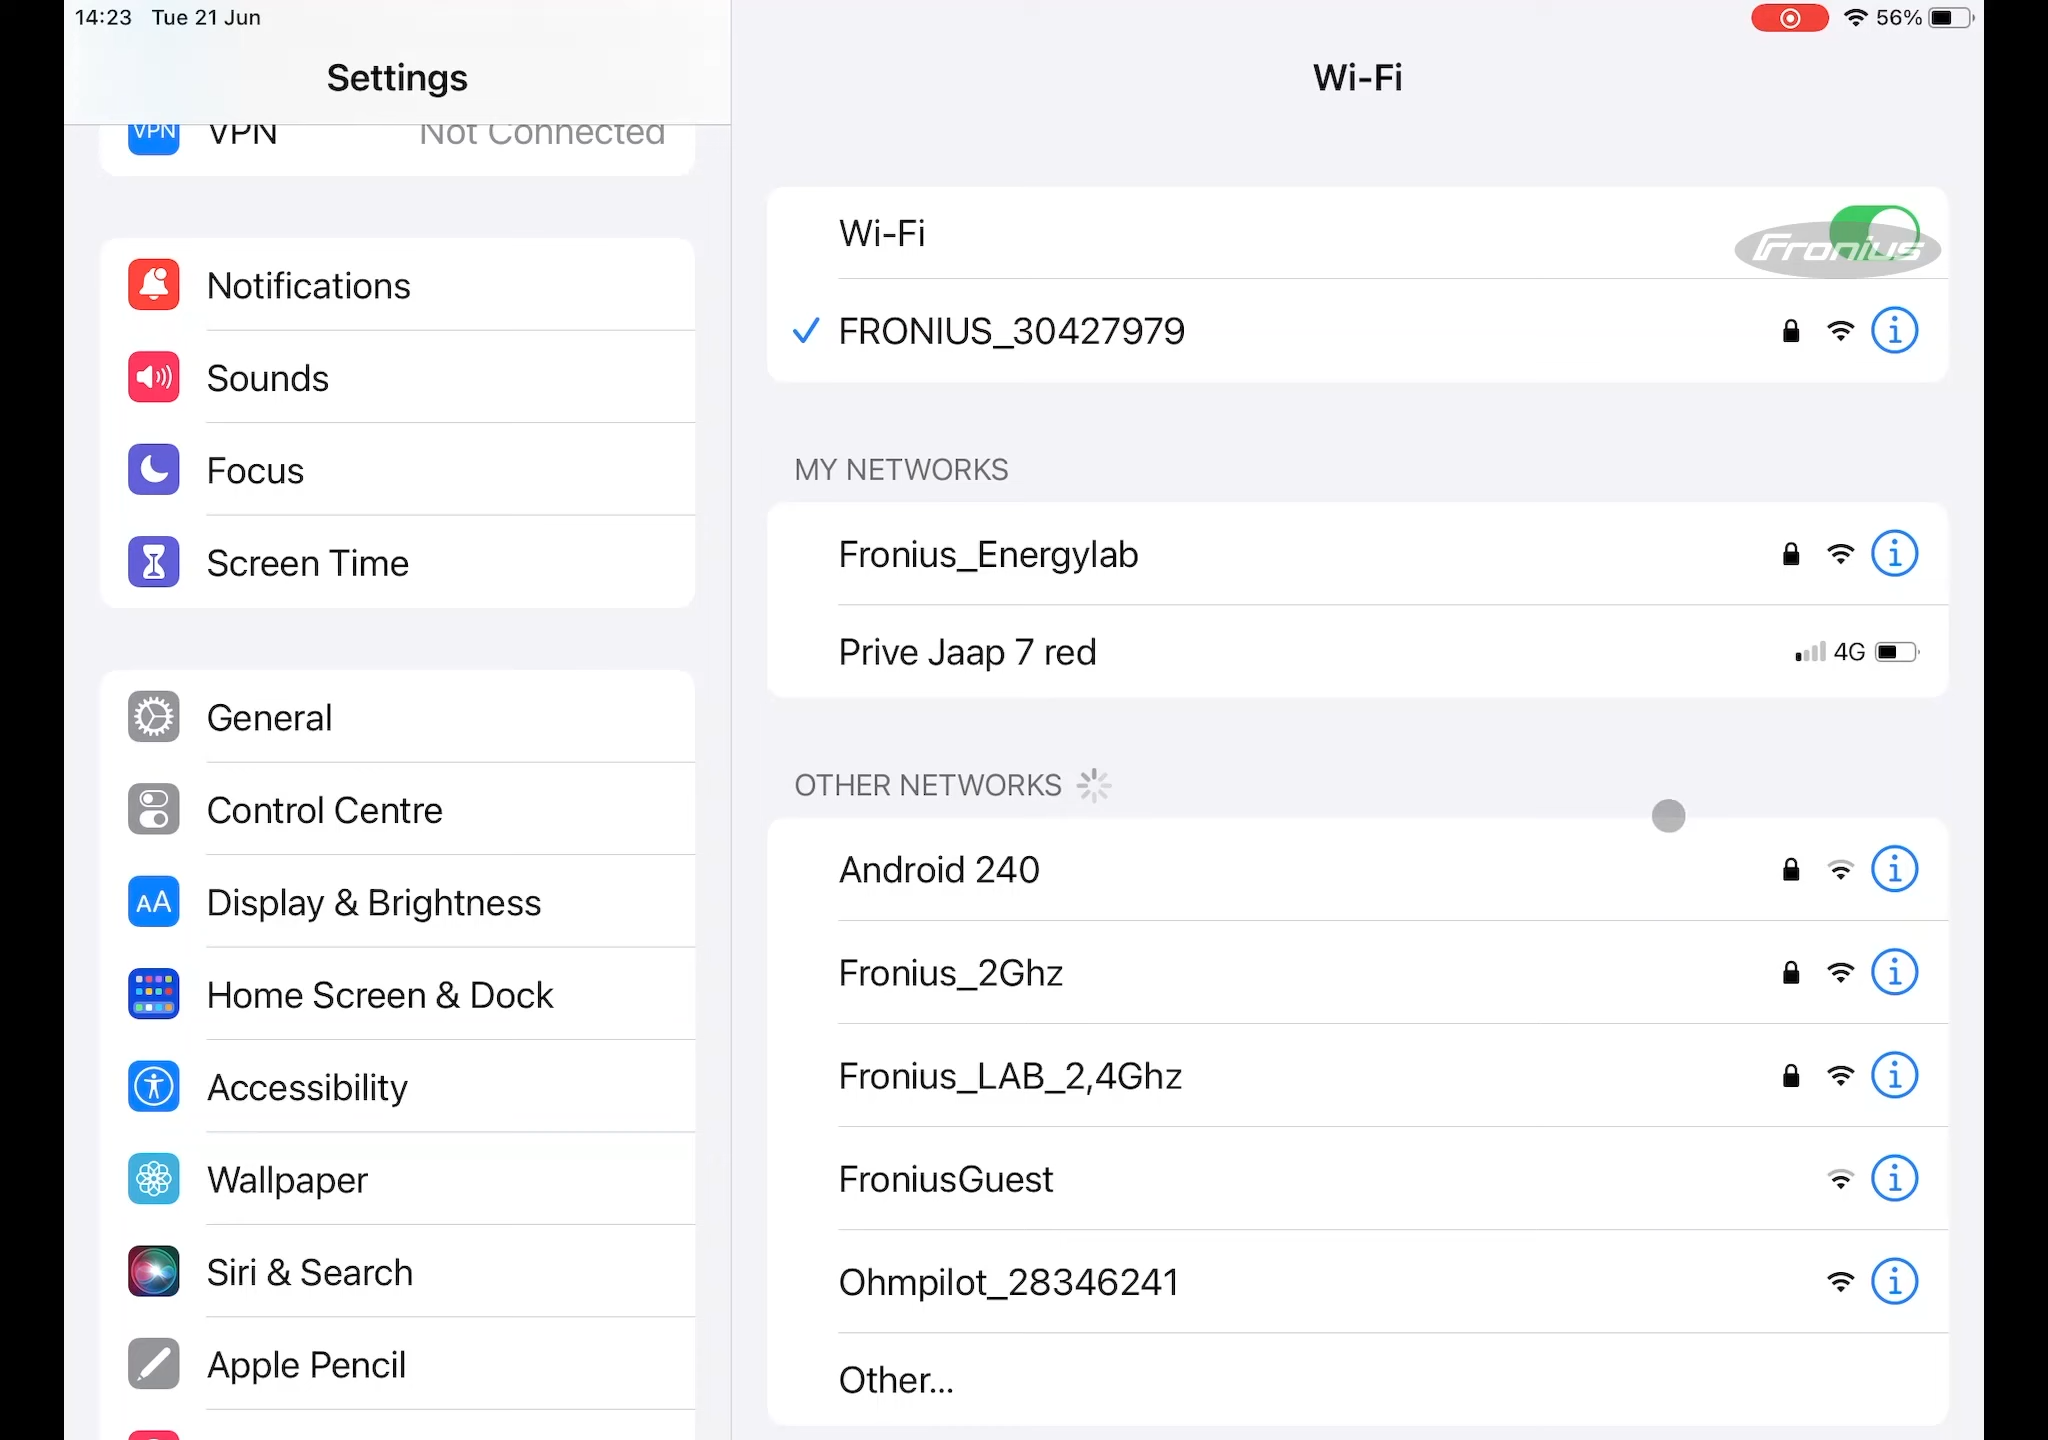 14:23 Tue 21 Jun
56%
Settings
Wi-Fi
VPN Not Connected
Notifications
Sounds
Focus
Screen Time
General
Control Centre
AA Display & Brightness
Home Screen & Dock
Accessibility
Wallpaper
Siri & Search
Apple Pencil
Wi-Fi
Fronius
FRONIUS_30427979
MY NETWORKS
Fronius_Energylab
Prive Jaap 7 red 4G
OTHER NETWORKS
Android 240
Fronius_2Ghz
Fronius_LAB_2,4Ghz
FroniusGuest
Ohmpilot_28346241
Other...